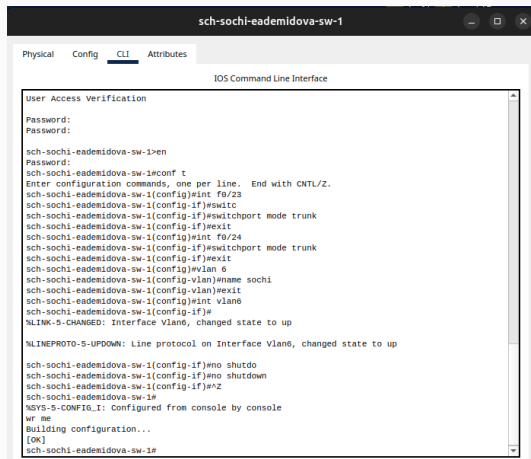 sch-sochi-eademidova-sw-1
Physical Config CLI Attributes
IOS Command Line Interface
User Access Verification
Password:
Password:
sch-sochi-eademidova-sw-1>en
Password:
sch-sochi-eademidova-sw-1#conf t
Enter configuration commands, one per line. End with CNTL/Z.
sch-sochi-eademidova-sw-1(config)#int f0/23
sch-sochi-eademidova-sw-1(config-if)#switc
sch-sochi-eademidova-sw-1(config-if)#switchport mode trunk
sch-sochi-eademidova-sw-1(config-if)#exit
sch-sochi-eademidova-sw-1(config)#int f0/24
sch-sochi-eademidova-sw-1(config-if)#switchport mode trunk
sch-sochi-eademidova-sw-1(config-if)#exit
sch-sochi-eademidova-sw-1(config)#vlan 6
sch-sochi-eademidova-sw-1(config-vlan)#name sochi
sch-sochi-eademidova-sw-1(config-vlan)#exit
sch-sochi-eademidova-sw-1(config)#int vlan6
sch-sochi-eademidova-sw-1(config-if)#
%LINK-5-CHANGED: Interface Vlan6, changed state to up
%LINEPROTO-5-UPDOWN: Line protocol on Interface Vlan6, changed state to up
sch-sochi-eademidova-sw-1(config-if)#no shutdo
sch-sochi-eademidova-sw-1(config-if)#no shutdown
sch-sochi-eademidova-sw-1(config-if)#^Z
sch-sochi-eademidova-sw-1#
%SYS-5-CONFIG_I: Configured from console by console
wr me
Building configuration...
[OK]
sch-sochi-eademidova-sw-1#